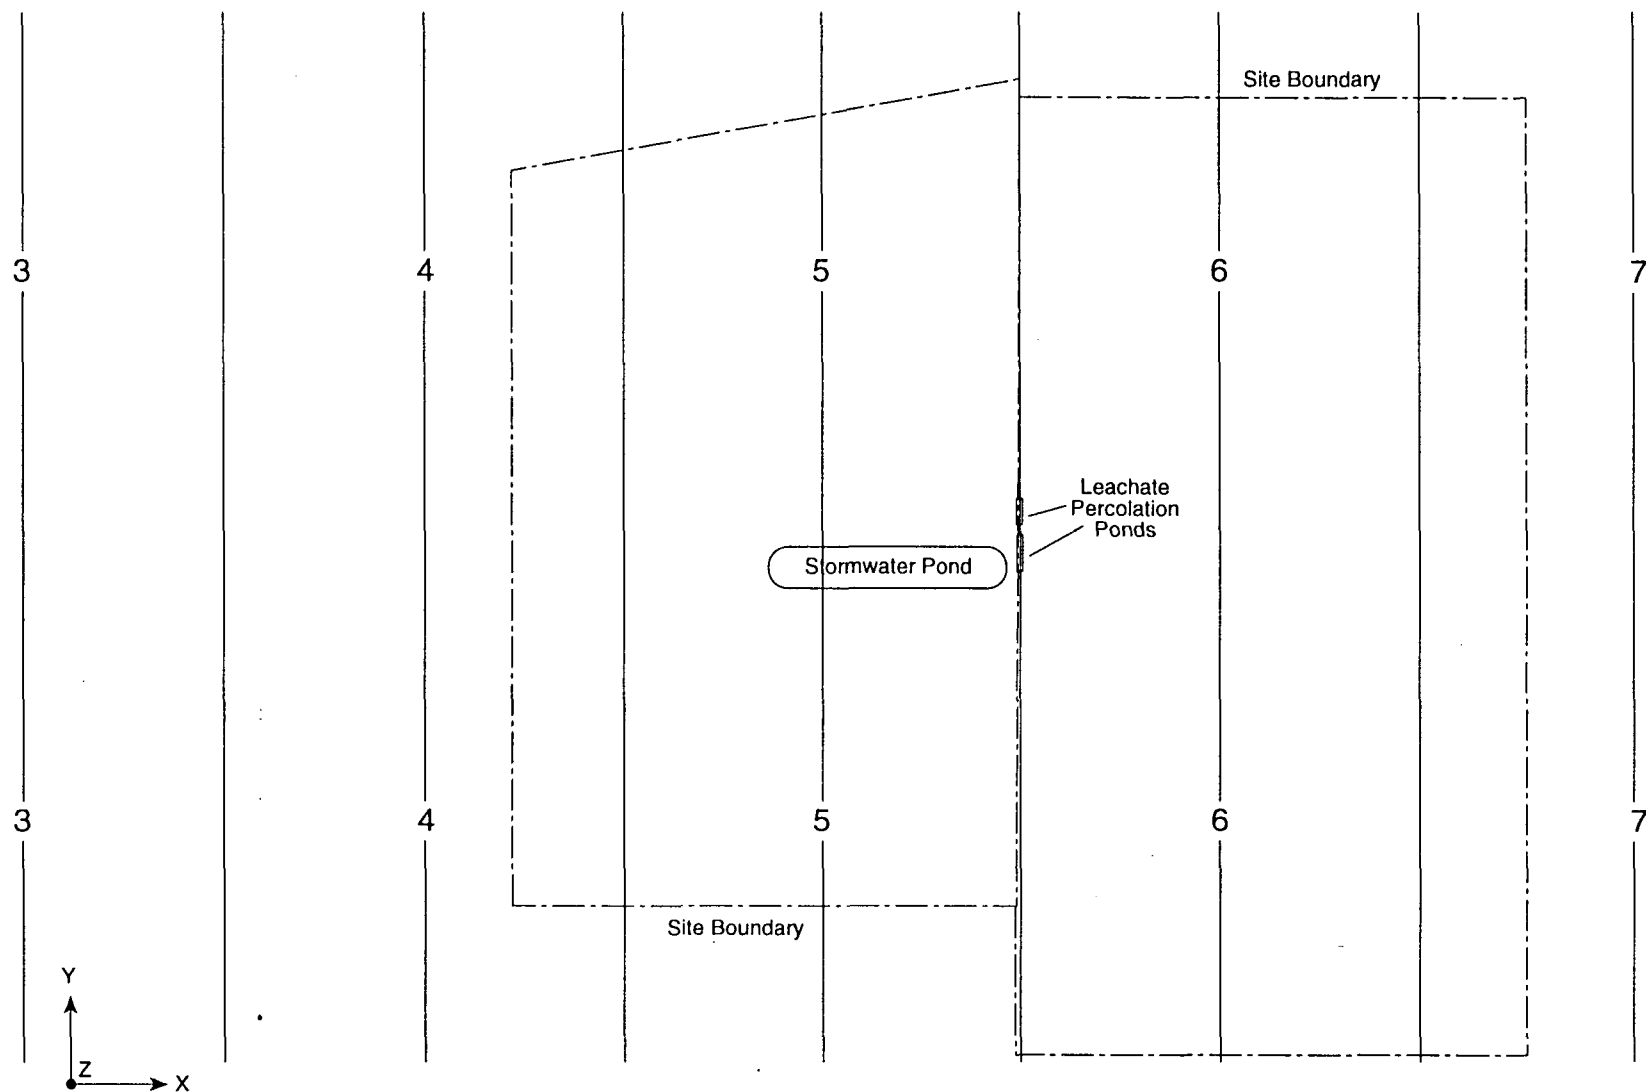 Site Boundary
3 4 5 6 7
Leachate
Percolation
Ponds
Stormwater Pond
3 4 5 6 7
Site Boundary
Y
Z
X